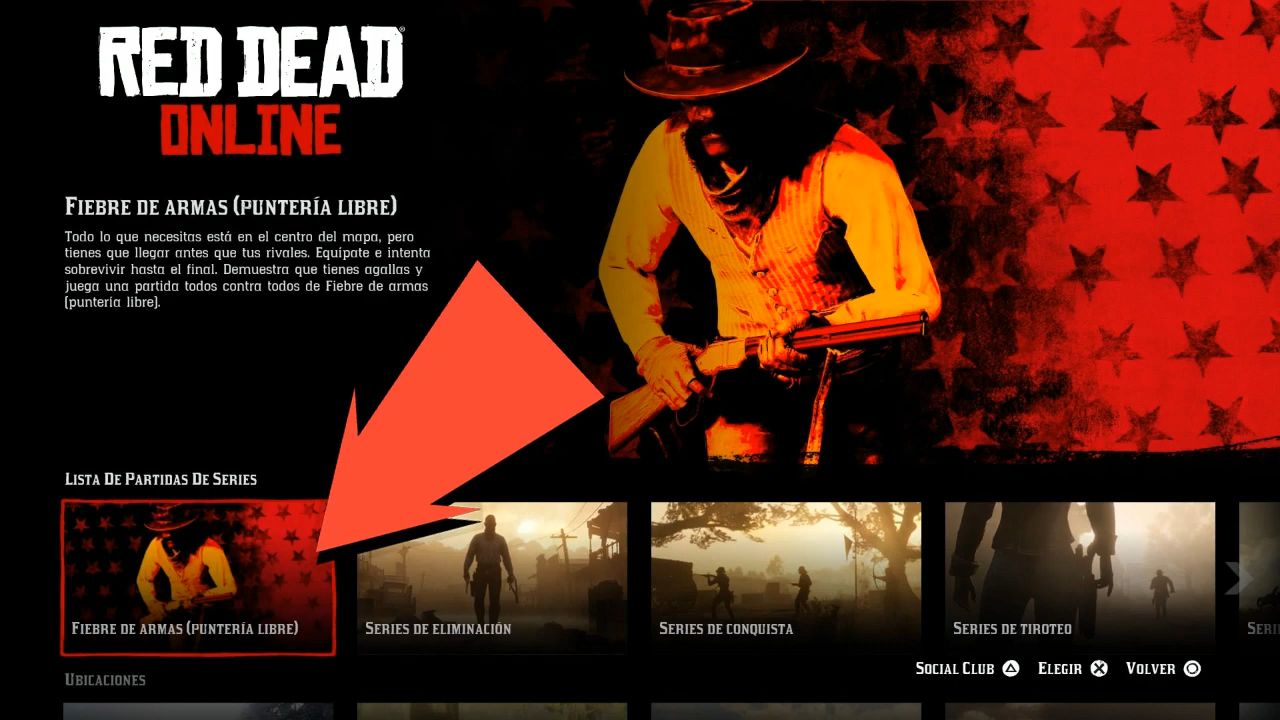 RED DEAD
ONLINE
FIEBRE DE ARMAS (PUNTERÍA LIBRE)
Todo lo que necesitas está en el centro del mapa, pero
tienes que llegar antes que tus rivales. Equípate e intenta
sobrevivir hasta el final. Demuestra que tienes agallas y
juega una partida todos contra todos de Fiebre de armas
(puntería libre).
LISTA DE PARTIDAS DE SERIES
FIEBRE DE ARMAS (PUNTERÍA LIBRE)
SERIES DE ELIMINACIÓN
SERIES DE CONQUISTA
SERIES DE TIROTEO
SOCIAL CLUB
ELEGIR
VOLVER
UBICACIONES